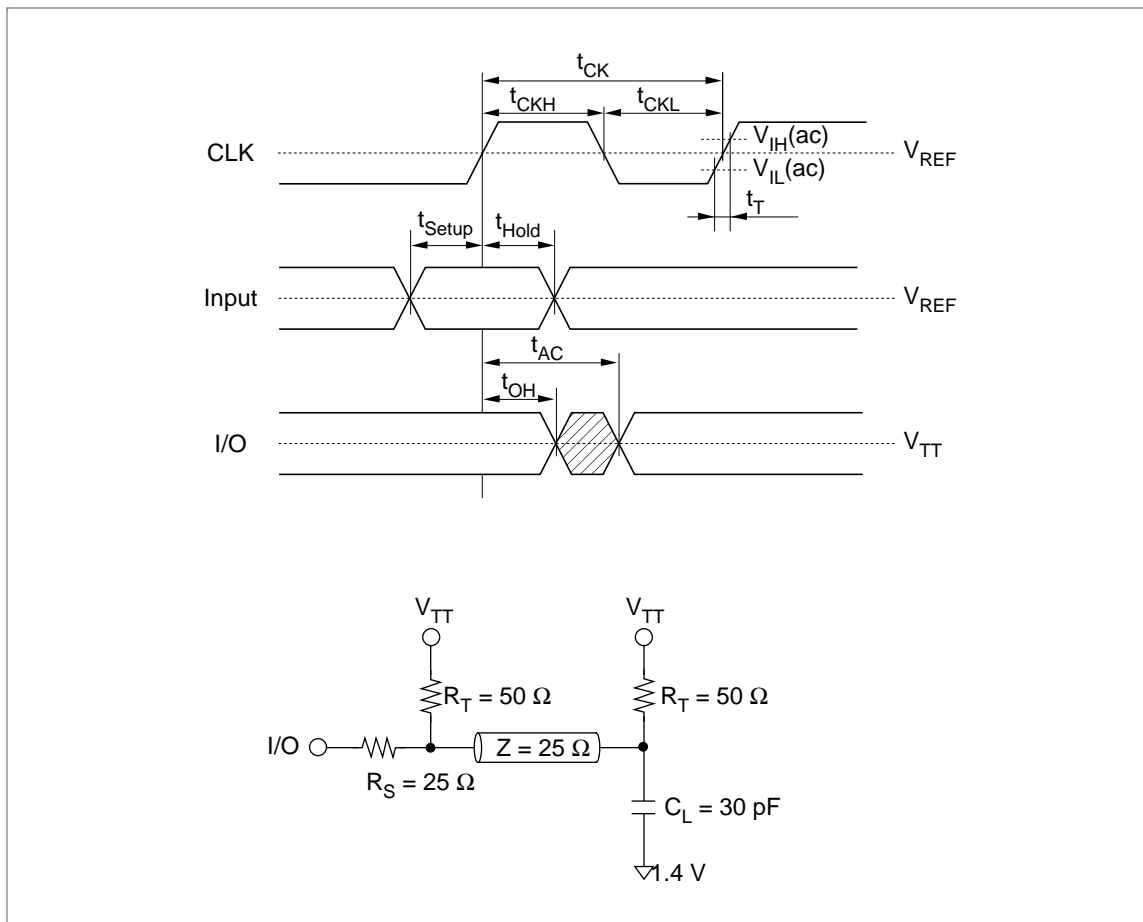 t_CK
t_CKH t_CKL
V_IH(ac)
CLK V_REF
V_IL(ac)
t_T
t_Setup t_Hold
Input V_REF
t_AC
t_OH
I/O V_TT
V_TT V_TT
R_T = 50 Ω R_T = 50 Ω
I/O Z = 25 Ω
R_S = 25 Ω
C_L = 30 pF
1.4 V